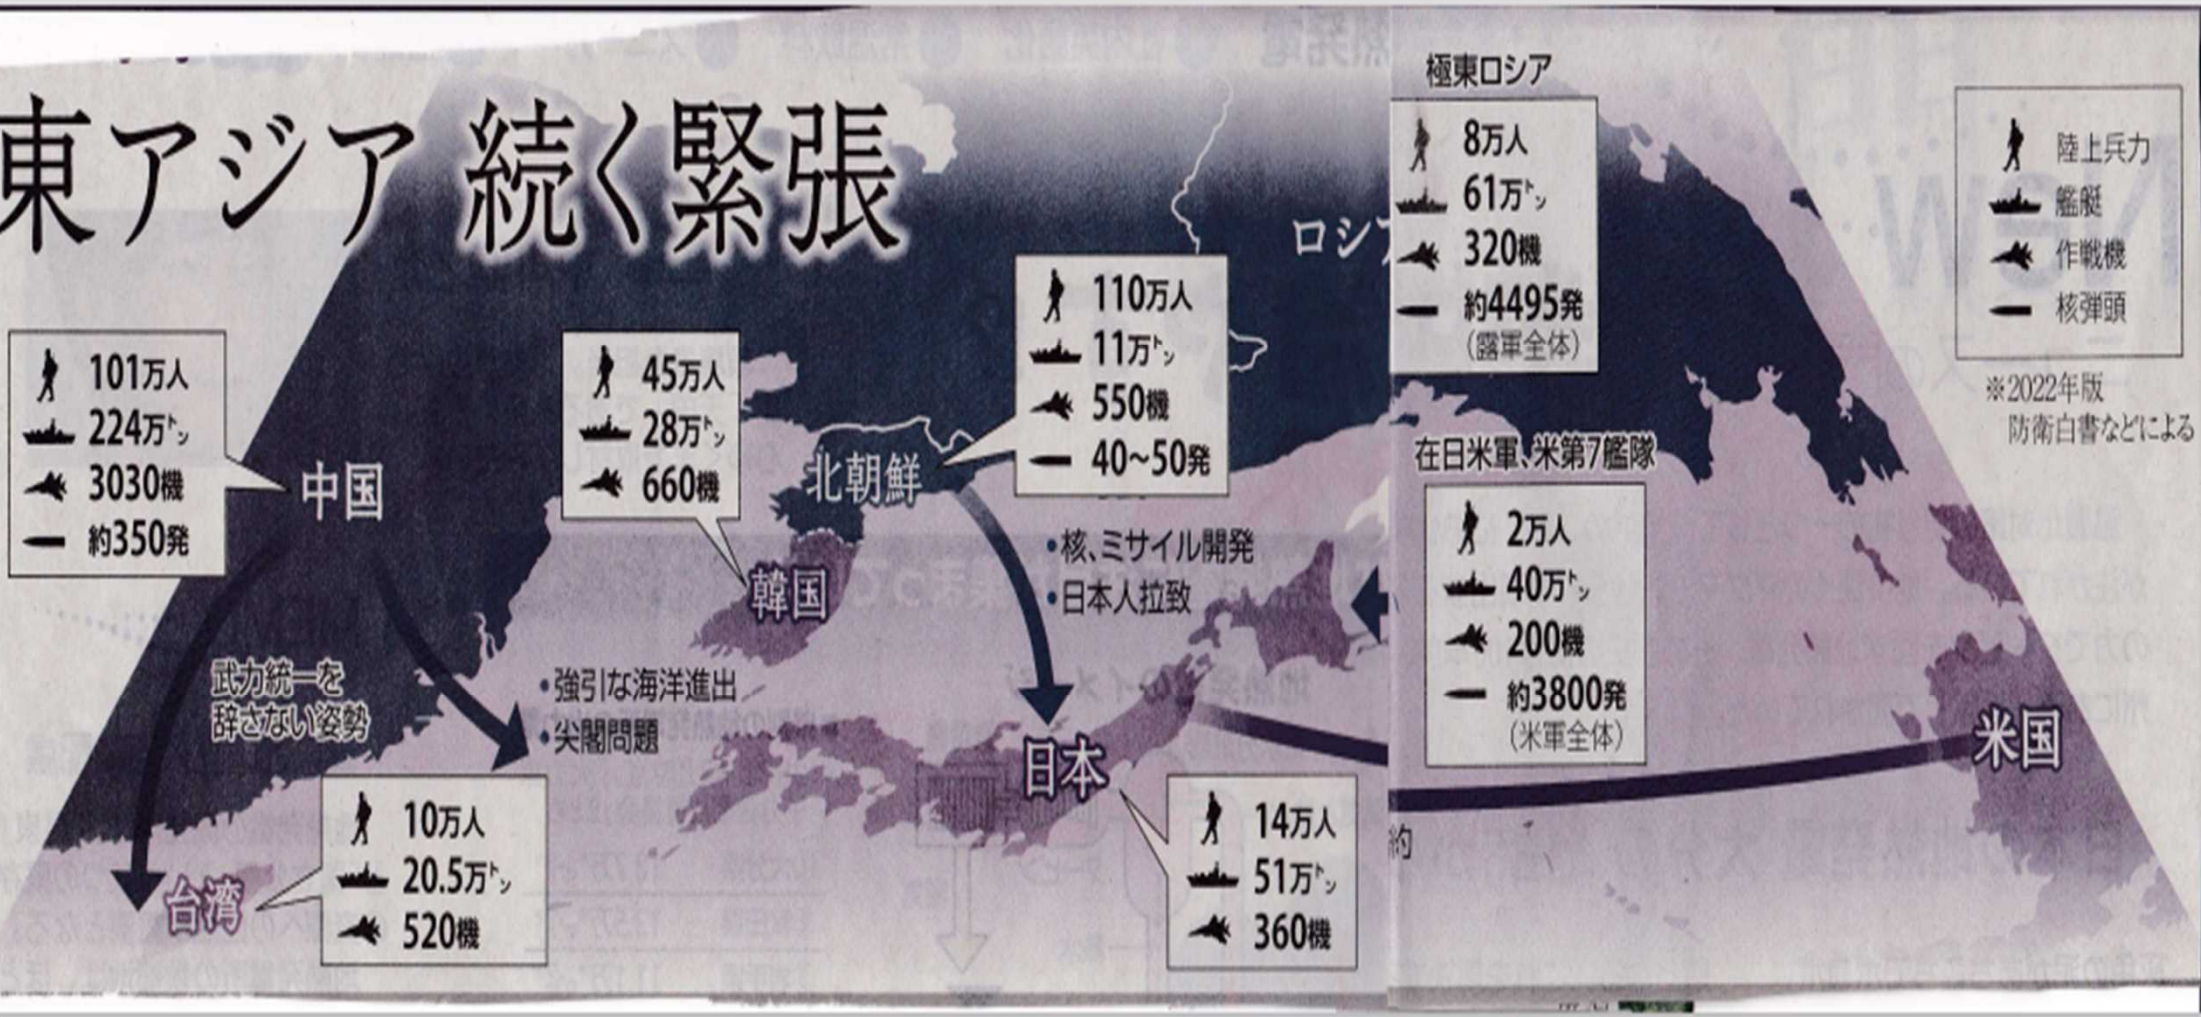 東アジア 続く緊張
極東ロシア
8万人
61万トン
320機
約4495発
(露軍全体)
陸上兵力
艦艇
作戦機
核弾頭
※2022年版
防衛白書などによる
ロシア
110万人
11万トン
550機
40~50発
101万人
224万トン
3030機
約350発
中国
45万人
28万トン
660機
北朝鮮
韓国
・核、ミサイル開発
・日本人拉致
在日米軍、米第7艦隊
2万人
40万トン
200機
約3800発
(米軍全体)
武力統一を
辞さない姿勢
・強引な海洋進出
・尖閣問題
日本
米国
10万人
20.5万トン
520機
台湾
14万人
51万トン
360機
約